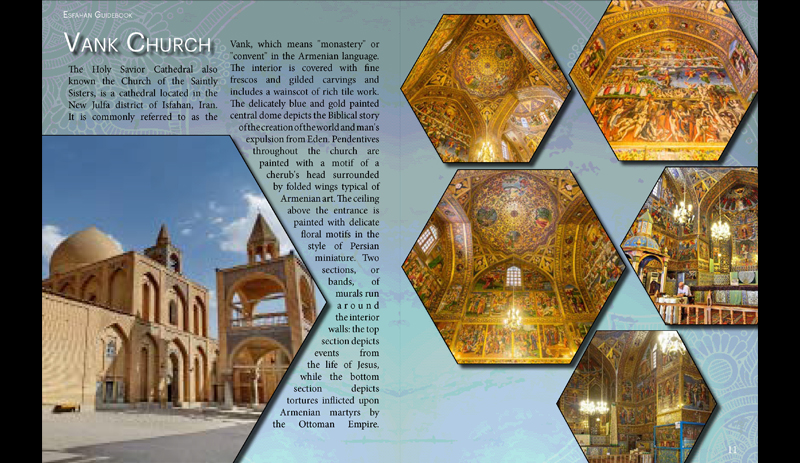 Esfahan Guidebook
Vank Church
The Holy Savior Cathedral also
known the Church of the Saintly
Sisters, is a cathedral located in the
New Julfa district of Isfahan, Iran.
It is commonly referred to as the
Vank, which means "monastery" or
"convent" in the Armenian language.
The interior is covered with fine
frescos and gilded carvings and
includes a wainscot of rich tile work.
The delicately blue and gold painted
central dome depicts the Biblical story
of the creation of the world and man's
expulsion from Eden. Pendentives
throughout the church are
painted with a motif of a
cherub's head surrounded
by folded wings typical of
Armenian art. The ceiling
above the entrance is
painted with delicate
floral motifs in the
style of Persian
miniature. Two
sections, or
bands, of
murals run
around
the interior
walls: the top
section depicts
events from
the life of Jesus,
while the bottom
section depicts
tortures inflicted upon
Armenian martyrs by
the Ottoman Empire.
11